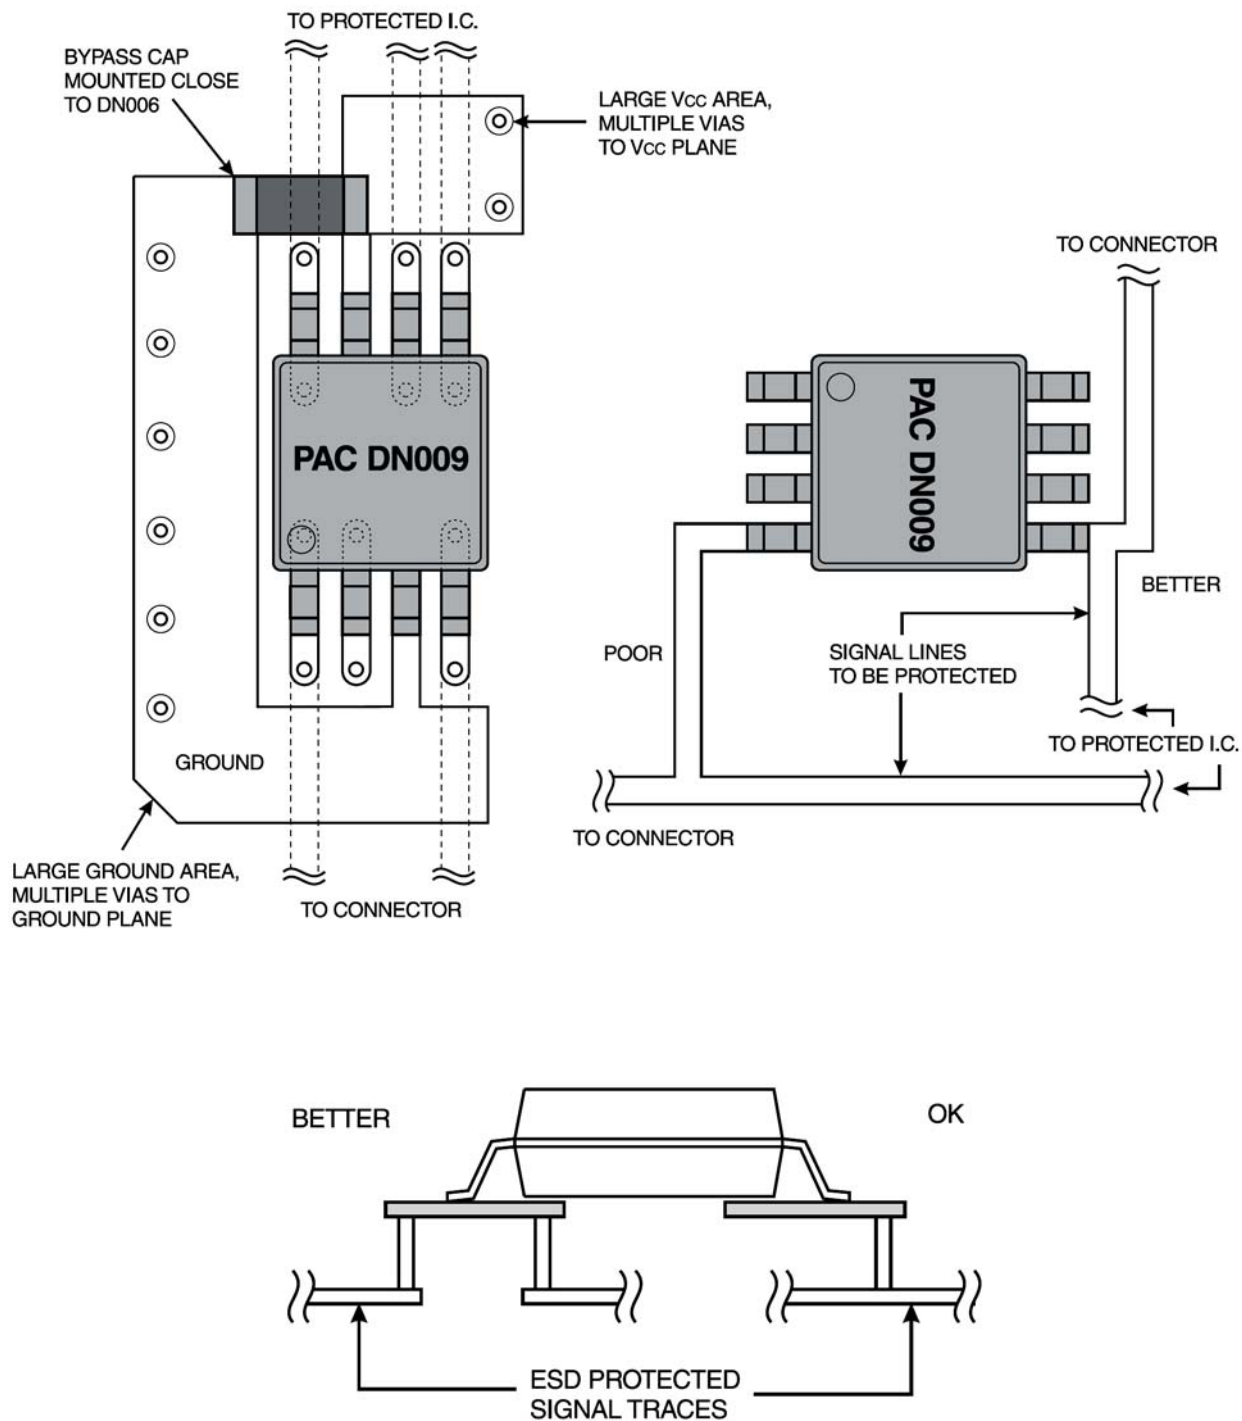 TO PROTECTED I.C.
BYPASS CAP
MOUNTED CLOSE
TO DN006
LARGE VCC AREA,
MULTIPLE VIAS
TO VCC PLANE
PAC DN009
GROUND
LARGE GROUND AREA,
MULTIPLE VIAS TO
GROUND PLANE
TO CONNECTOR
TO CONNECTOR
PAC DN009
BETTER
POOR
SIGNAL LINES
TO BE PROTECTED
TO PROTECTED I.C.
TO CONNECTOR
BETTER
OK
ESD PROTECTED
SIGNAL TRACES